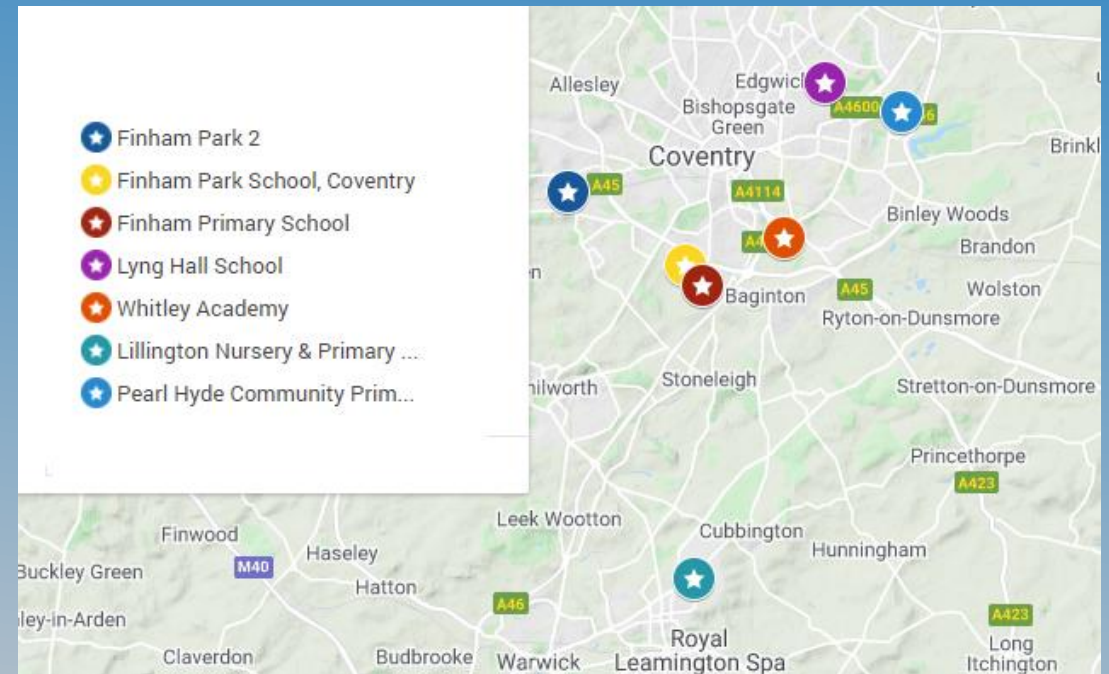 Finham Park 2
Finham Park School, Coventry
Finham Primary School
Lyng Hall School
Whitley Academy
Lillington Nursery & Primary ...
Pearl Hyde Community Prim...
Allesley
Bishopsgate
Green
A4600
Coventry
A45
A4114
Binley Woods
Brandon
Baginton
A45
Wolston
Ryton-on-Dunsmore
Stoneleigh
Stretton-on-Dunsmore
Princethorpe
A423
Leek Wootton
Cubbington
Hunningham
Finwood
Haseley
M40
Buckley Green
Hatton
A46
A423
ley-in-Arden
Claverdon
Budbrooke
Warwick
Royal
Leamington Spa
Long
Itchington